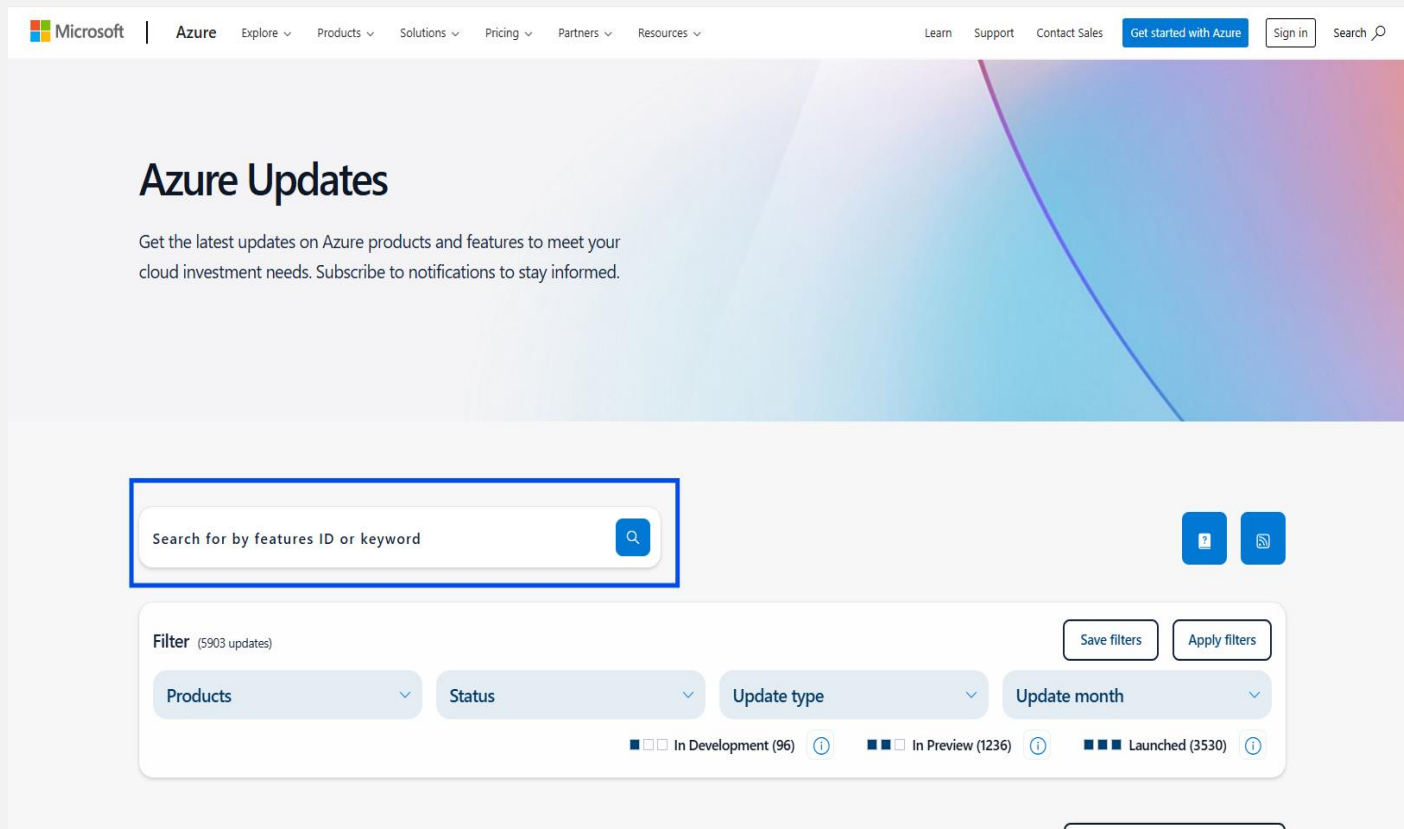 Microsoft Azure Explore Products Solutions Pricing Partners Resources Learn Support Contact Sales Get started with Azure Sign in Search
Azure Updates
Get the latest updates on Azure products and features to meet your
cloud investment needs. Subscribe to notifications to stay informed.
Search for by features ID or keyword
Filter (5903 updates) Save filters Apply filters
Products Status Update type Update month
In Development (96) In Preview (1236) Launched (3530)